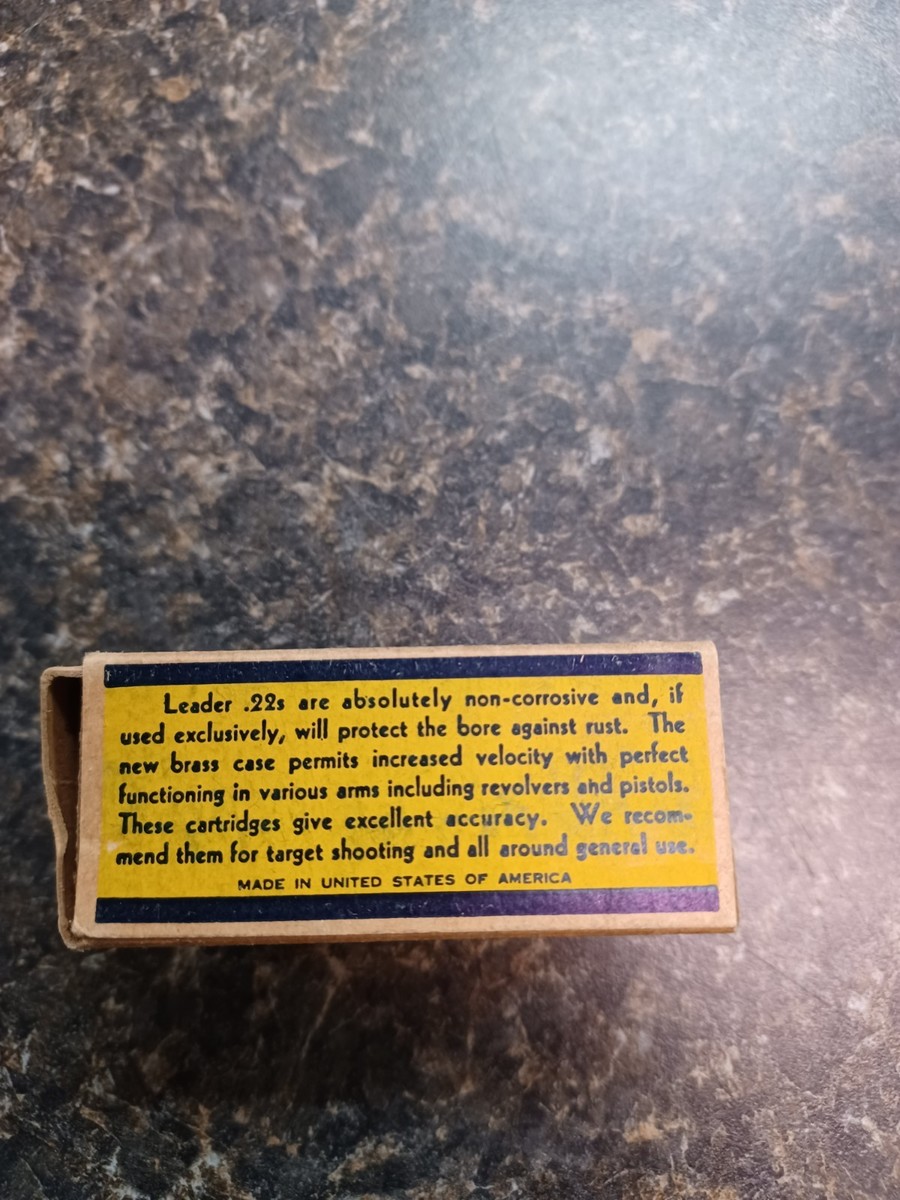 Leader .22s are absolutely non-corrosive and, if
used exclusively, will protect the bore against rust. The
new brass case permits increased velocity with perfect
functioning in various arms including revolvers and pistols.
These cartridges give excellent accuracy. We recom-
mend them for target shooting and all around general use.
MADE IN UNITED STATES OF AMERICA